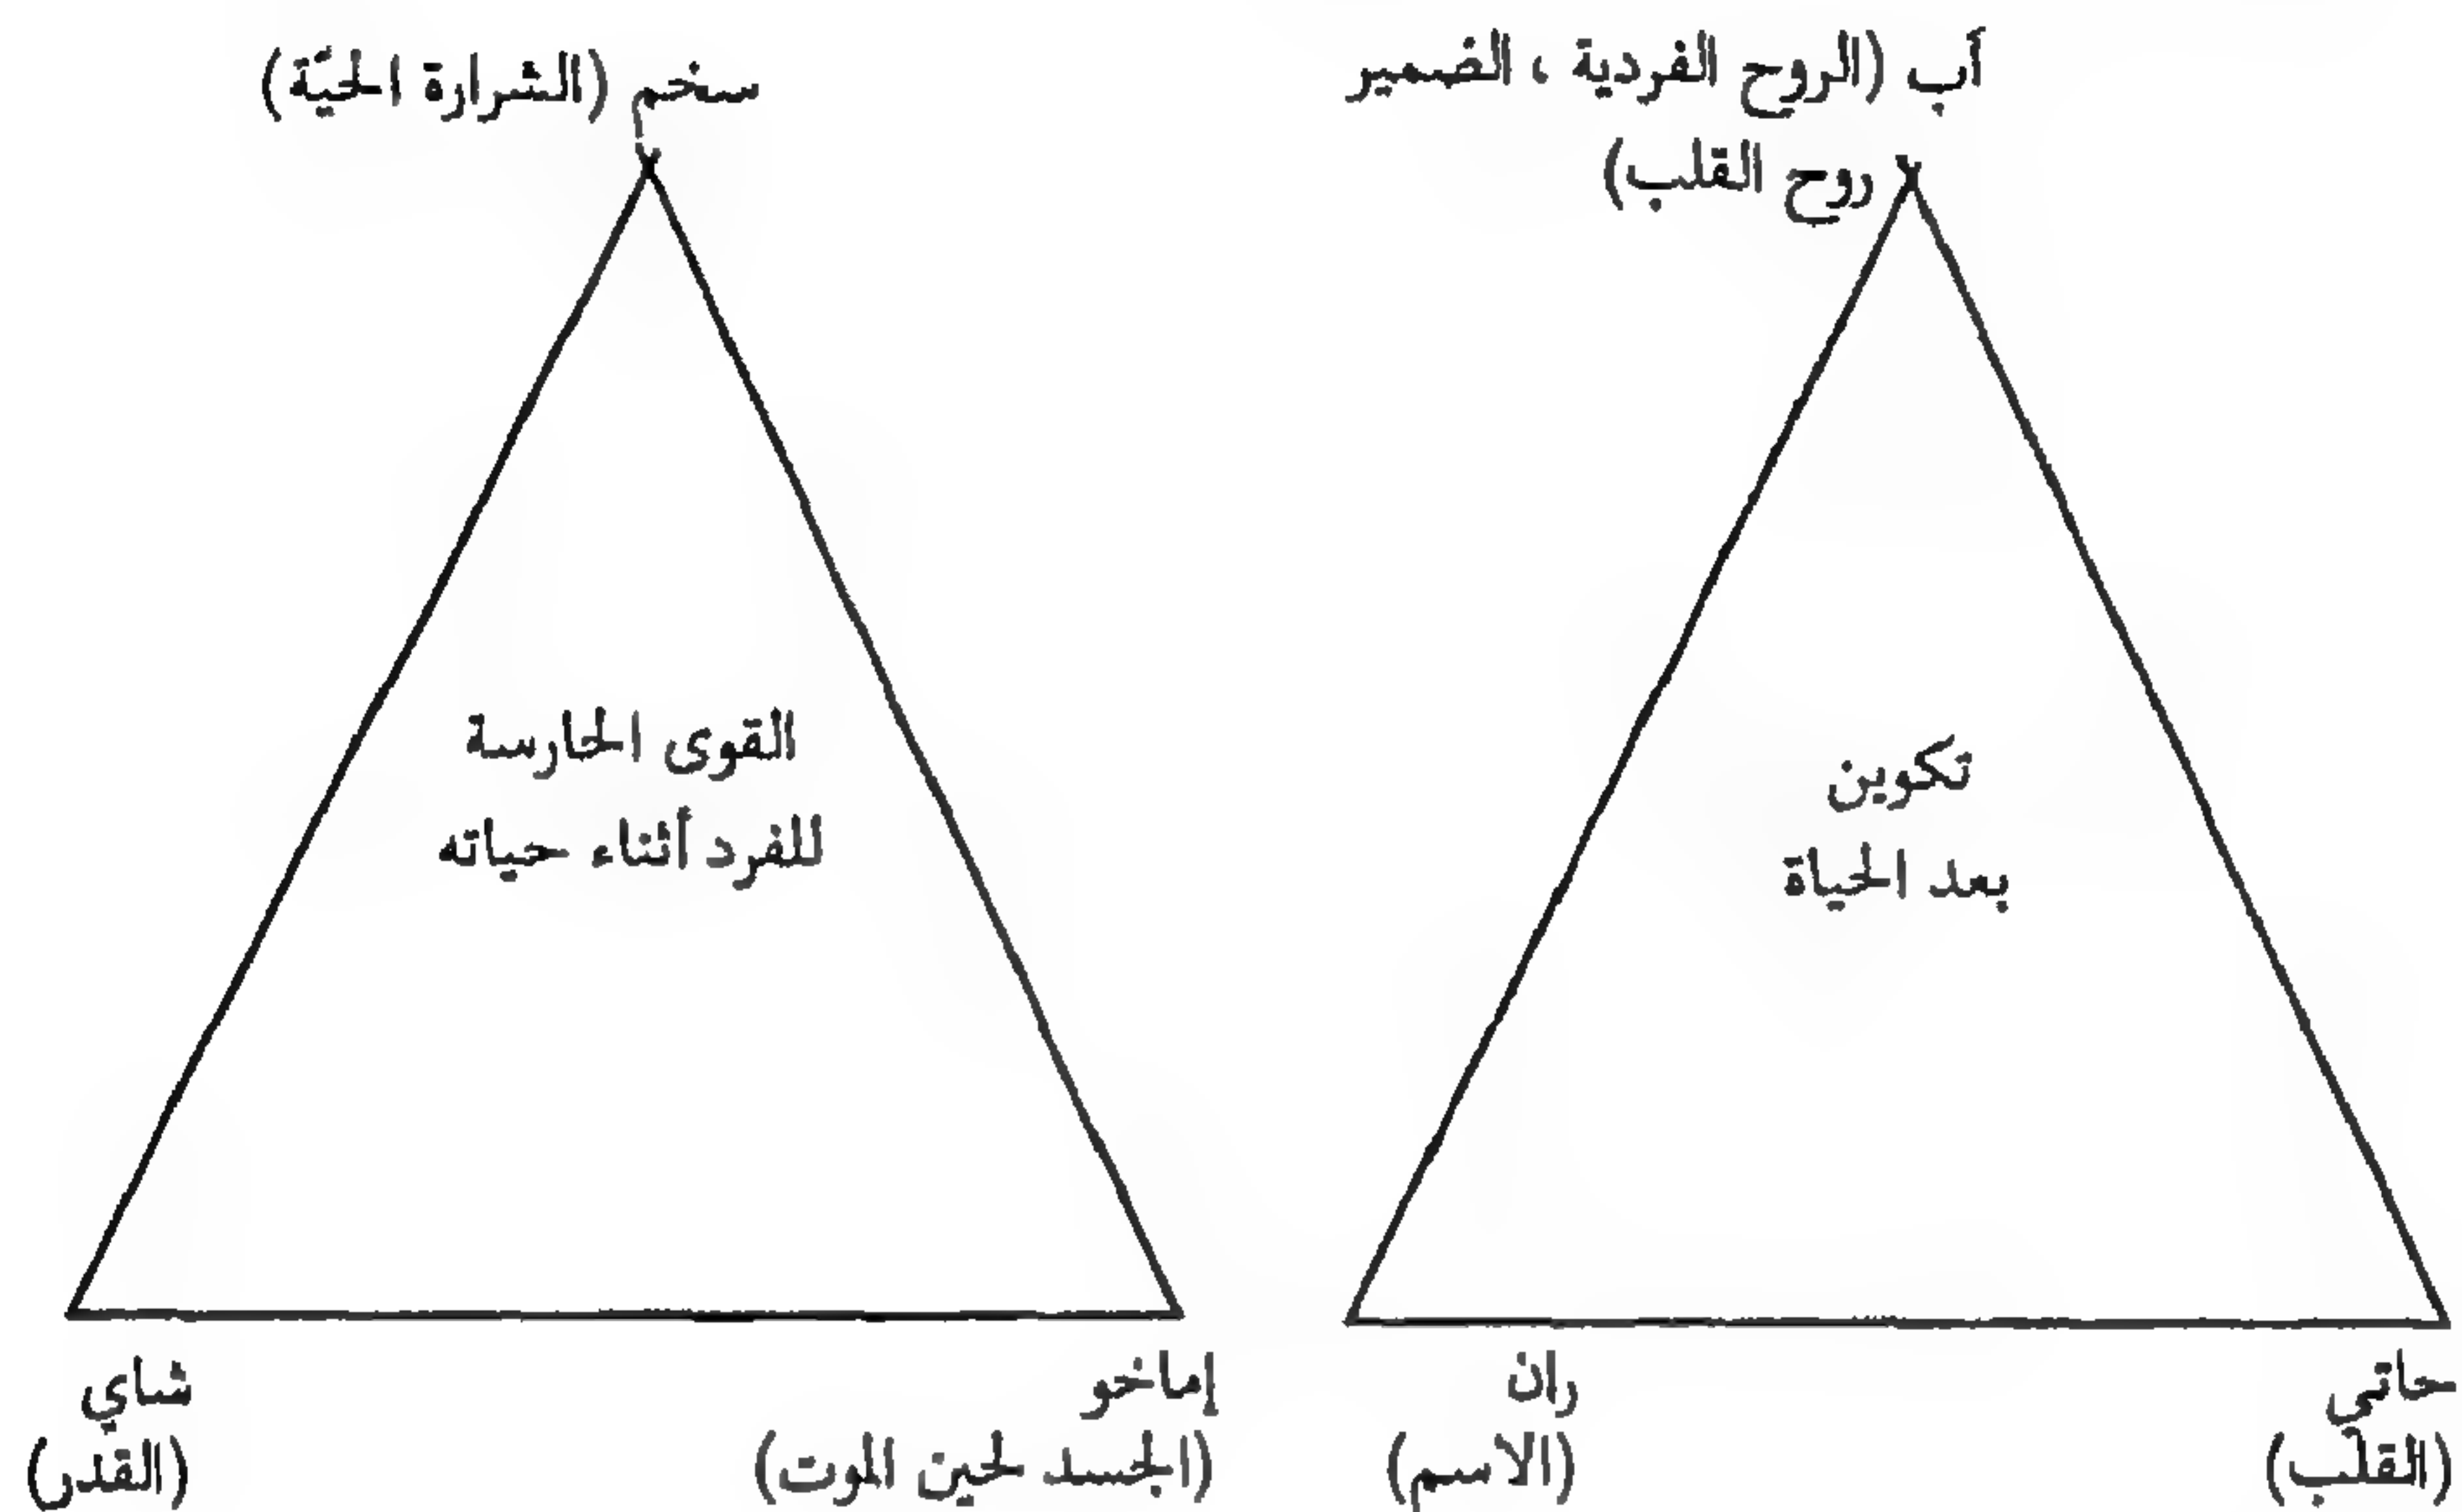 آب (الروح الفردية ، الضمير
روح القلب)
تكوين
بعد الحياة
حاتي
(القلب)
ران
(الاسم)
سخم (الشرارة الحيّة)
القوى الحارسة
للفرد أثناء حياته
إماخو
(الجسد لحين الموت)
شاي
(القدر)